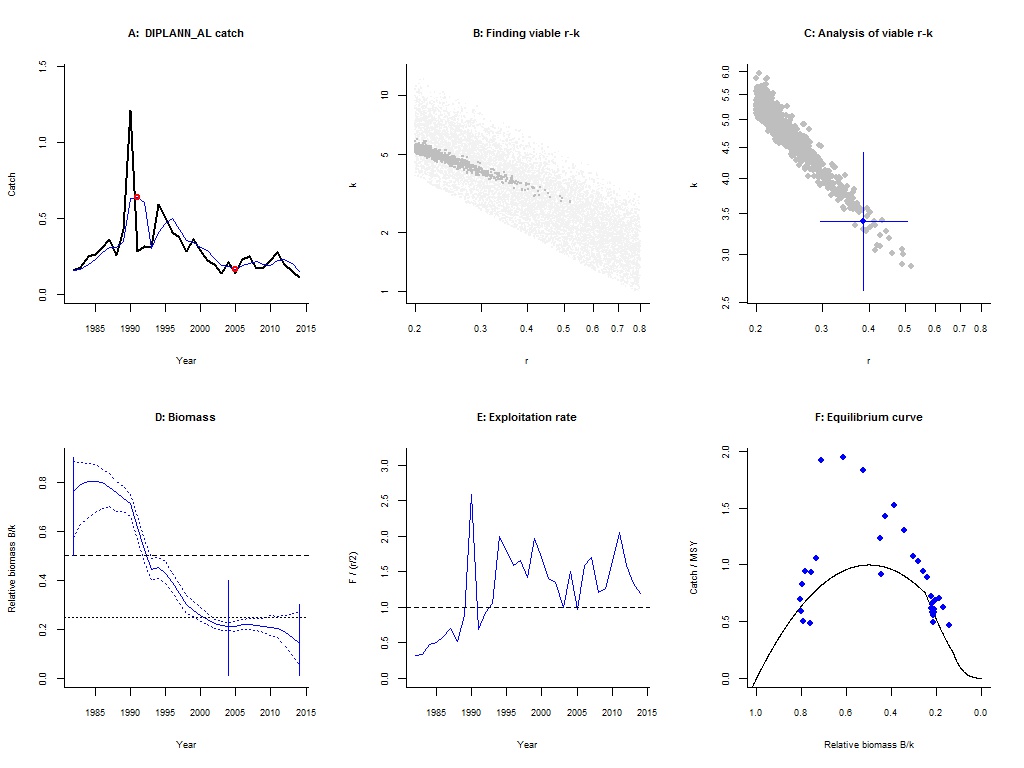 A: DIPLANN_AL catch
Catch
1.5
1.0
0.5
0.0
1985 1990 1995 2000 2005 2010 2015
Year
B: Finding viable r-k
k
10
5
2
1
0.2 0.3 0.4 0.5 0.6 0.7 0.8
r
C: Analysis of viable r-k
k
6.0
5.5
5.0
4.5
4.0
3.5
3.0
2.5
0.2 0.3 0.4 0.5 0.6 0.7 0.8
r
D: Biomass
Relative biomass B/k
0.8
0.6
0.4
0.2
0.0
1985 1990 1995 2000 2005 2010 2015
Year
E: Exploitation rate
F / (r/2)
3.0
2.5
2.0
1.5
1.0
0.5
0.0
1985 1990 1995 2000 2005 2010 2015
Year
F: Equilibrium curve
Catch / MSY
2.0
1.5
1.0
0.5
0.0
1.0 0.8 0.6 0.4 0.2 0.0
Relative biomass B/k